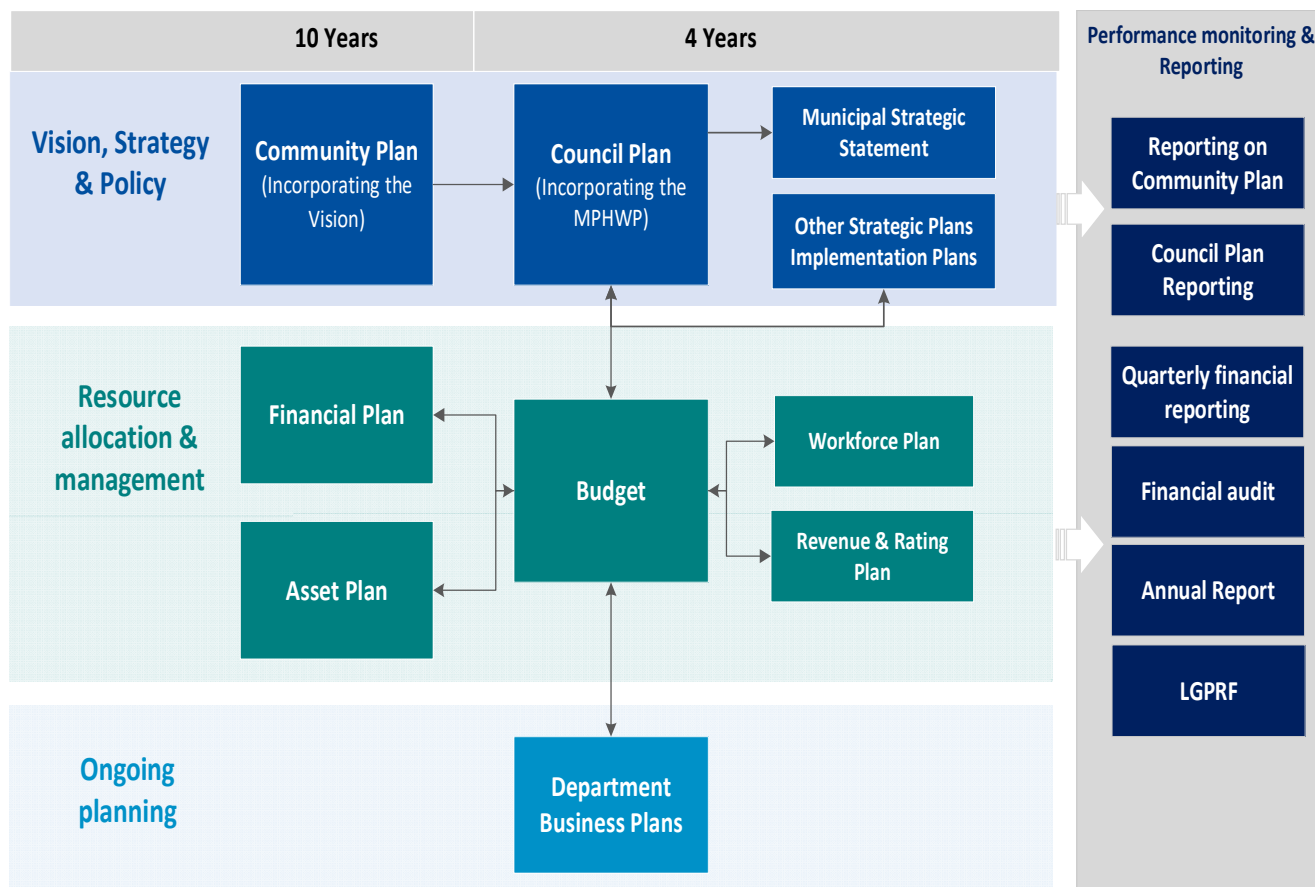 10 Years
4 Years
Performance monitoring &
Reporting
Vision, Strategy
& Policy
Community Plan
(Incorporating the
Vision)
Council Plan
(Incorporating the
MPHWP)
Municipal Strategic
Statement
Other Strategic Plans
Implementation Plans
Reporting on
Community Plan
Council Plan
Reporting
Resource
allocation &
management
Financial Plan
Asset Plan
Budget
Workforce Plan
Revenue & Rating
Plan
Quarterly financial
reporting
Financial audit
Annual Report
LGPRF
Ongoing
planning
Department
Business Plans